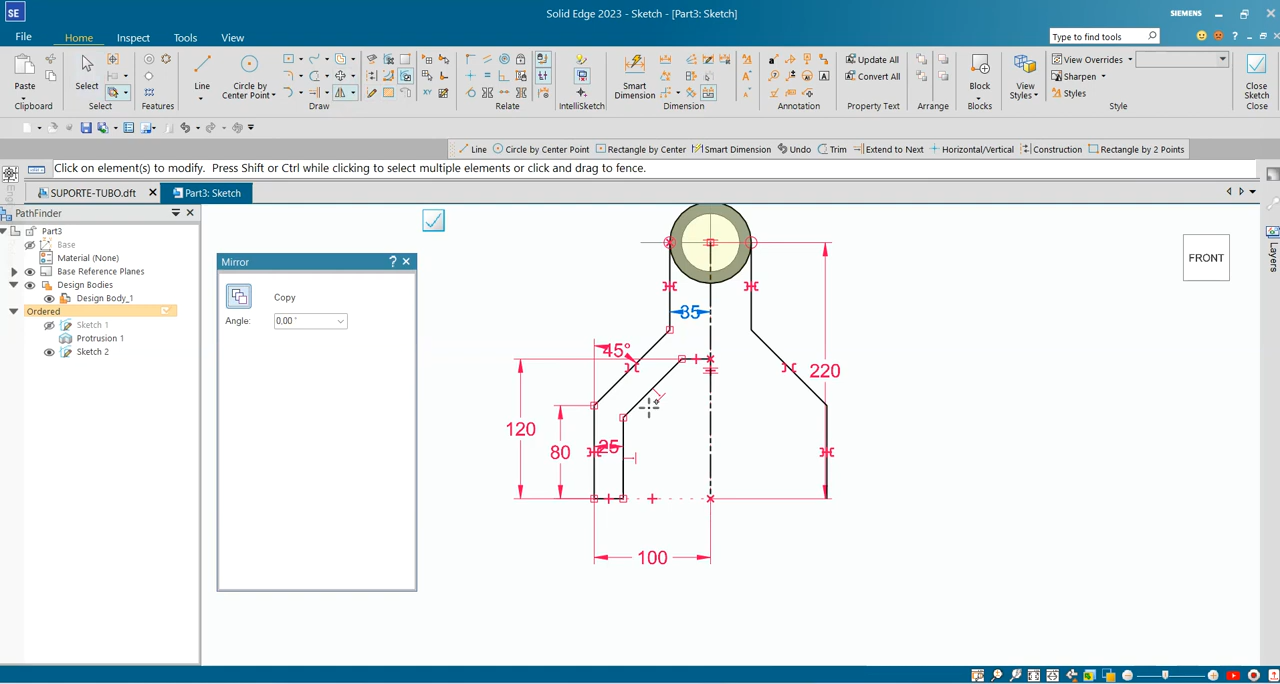 SE
Solid Edge 2023 - Sketch - [Part3: Sketch]
SIEMENS
File
Home
Inspect
Tools
View
Type to find tools
Paste
Clipboard
Select
Select
Features
Line
Circle by Center Point
Draw
Relate
IntelliSketch
Smart Dimension
Dimension
Annotation
Update All
Convert All
Property Text
Arrange
Block
Blocks
View Styles
View Overrides
Sharpen
Styles
Style
Close Sketch
Close
Line
Circle by Center Point
Rectangle by Center
Smart Dimension
Undo
Trim
Extend to Next
Horizontal/Vertical
Construction
Rectangle by 2 Points
Click on element(s) to modify. Press Shift or Ctrl while clicking to select multiple elements or click and drag to fence.
SUPORTE-TUBO.dft
Part3: Sketch
PathFinder
Part3
Base
Material (None)
Base Reference Planes
Design Bodies
Design Body_1
Ordered
Sketch 1
Protrusion 1
Sketch 2
Mirror
Copy
Angle:
0,00 °
FRONT
Layers
35
45°
220
120
80
25
100